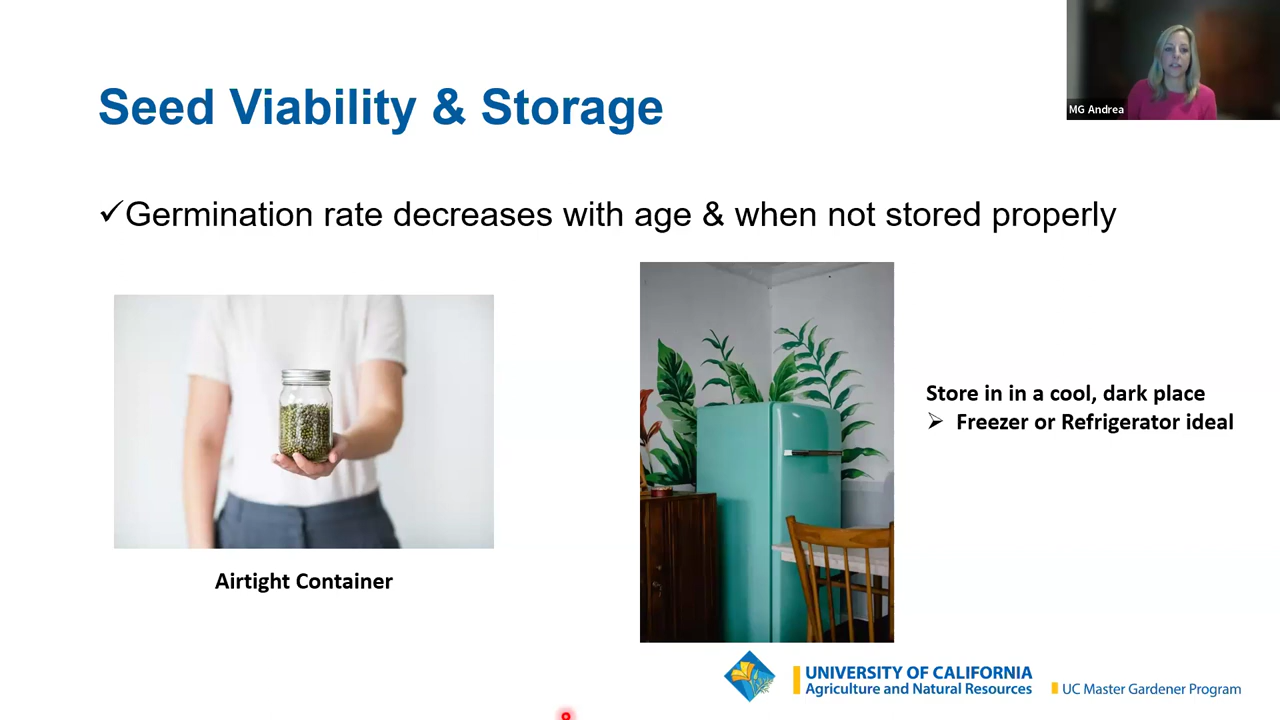 MG Andrea
Seed Viability & Storage
✓Germination rate decreases with age & when not stored properly
Store in in a cool, dark place
➢ Freezer or Refrigerator ideal
Airtight Container
UNIVERSITY OF CALIFORNIA
Agriculture and Natural Resources
UC Master Gardener Program